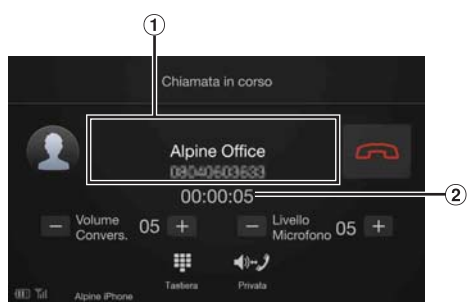 1
Chiamata in corso
Alpine Office
08040603633
00:00:05
2
Volume Convers. 05
Livello Microfono 05
Tastiera
Privata
Alpine iPhone